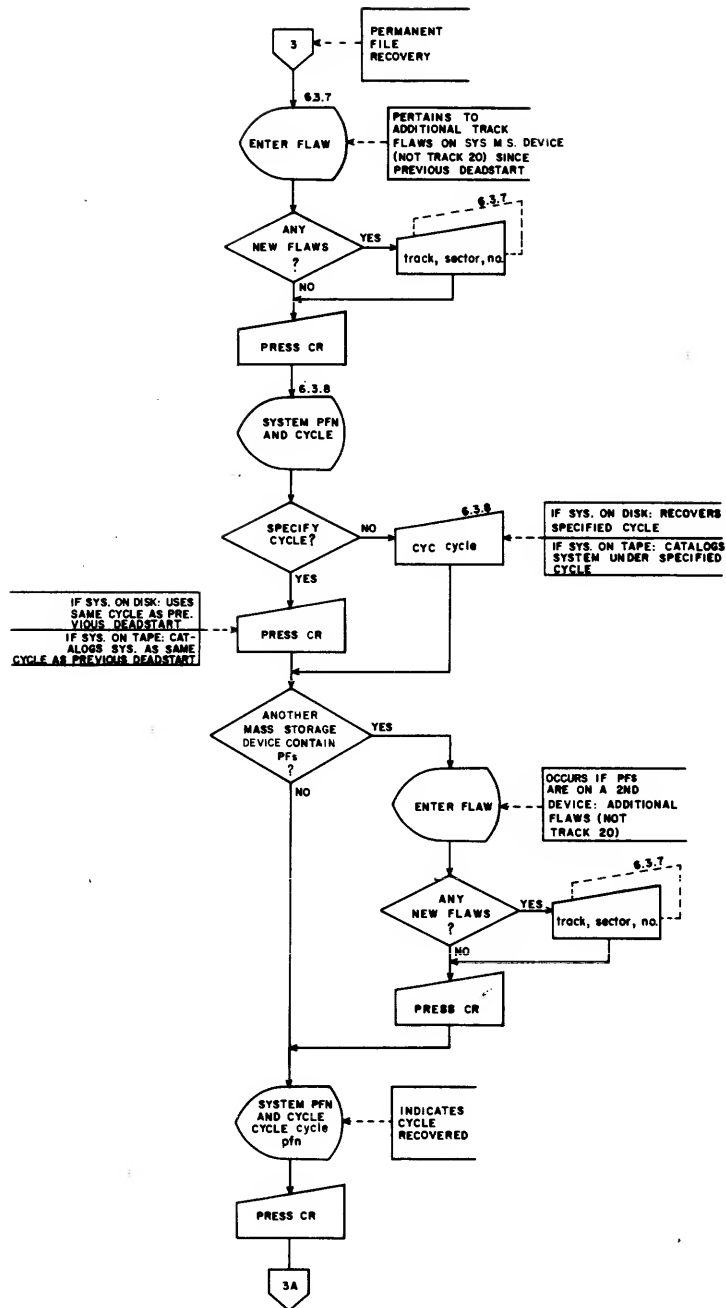 3
PERMANENT
FILE
RECOVERY
6.3.7
ENTER FLAW
PERTAINS TO
ADDITIONAL TRACK
FLAWS ON SYS M.S. DEVICE
(NOT TRACK 20) SINCE
PREVIOUS DEADSTART
ANY
NEW FLAWS
?
YES
NO
6.3.7
track, sector, no.
PRESS CR
6.3.8
SYSTEM PFN
AND CYCLE
SPECIFY
CYCLE?
NO
YES
6.3.8
CYC cycle
IF SYS. ON DISK: RECOVERS
SPECIFIED CYCLE
IF SYS. ON TAPE: CATALOGS
SYSTEM UNDER SPECIFIED
CYCLE
IF SYS. ON DISK: USES
SAME CYCLE AS PRE-
VIOUS DEADSTART
IF SYS. ON TAPE: CAT-
ALOGS SYS. AS SAME
CYCLE AS PREVIOUS DEADSTART
PRESS CR
ANOTHER
MASS STORAGE
DEVICE CONTAIN
PFs
?
YES
NO
ENTER FLAW
OCCURS IF PFS
ARE ON A 2ND
DEVICE: ADDITIONAL
FLAWS (NOT
TRACK 20)
ANY
NEW FLAWS
?
YES
NO
6.3.7
track, sector, no.
PRESS CR
SYSTEM PFN
AND CYCLE
CYCLE cycle
pfn
INDICATES
CYCLE
RECOVERED
PRESS CR
3A